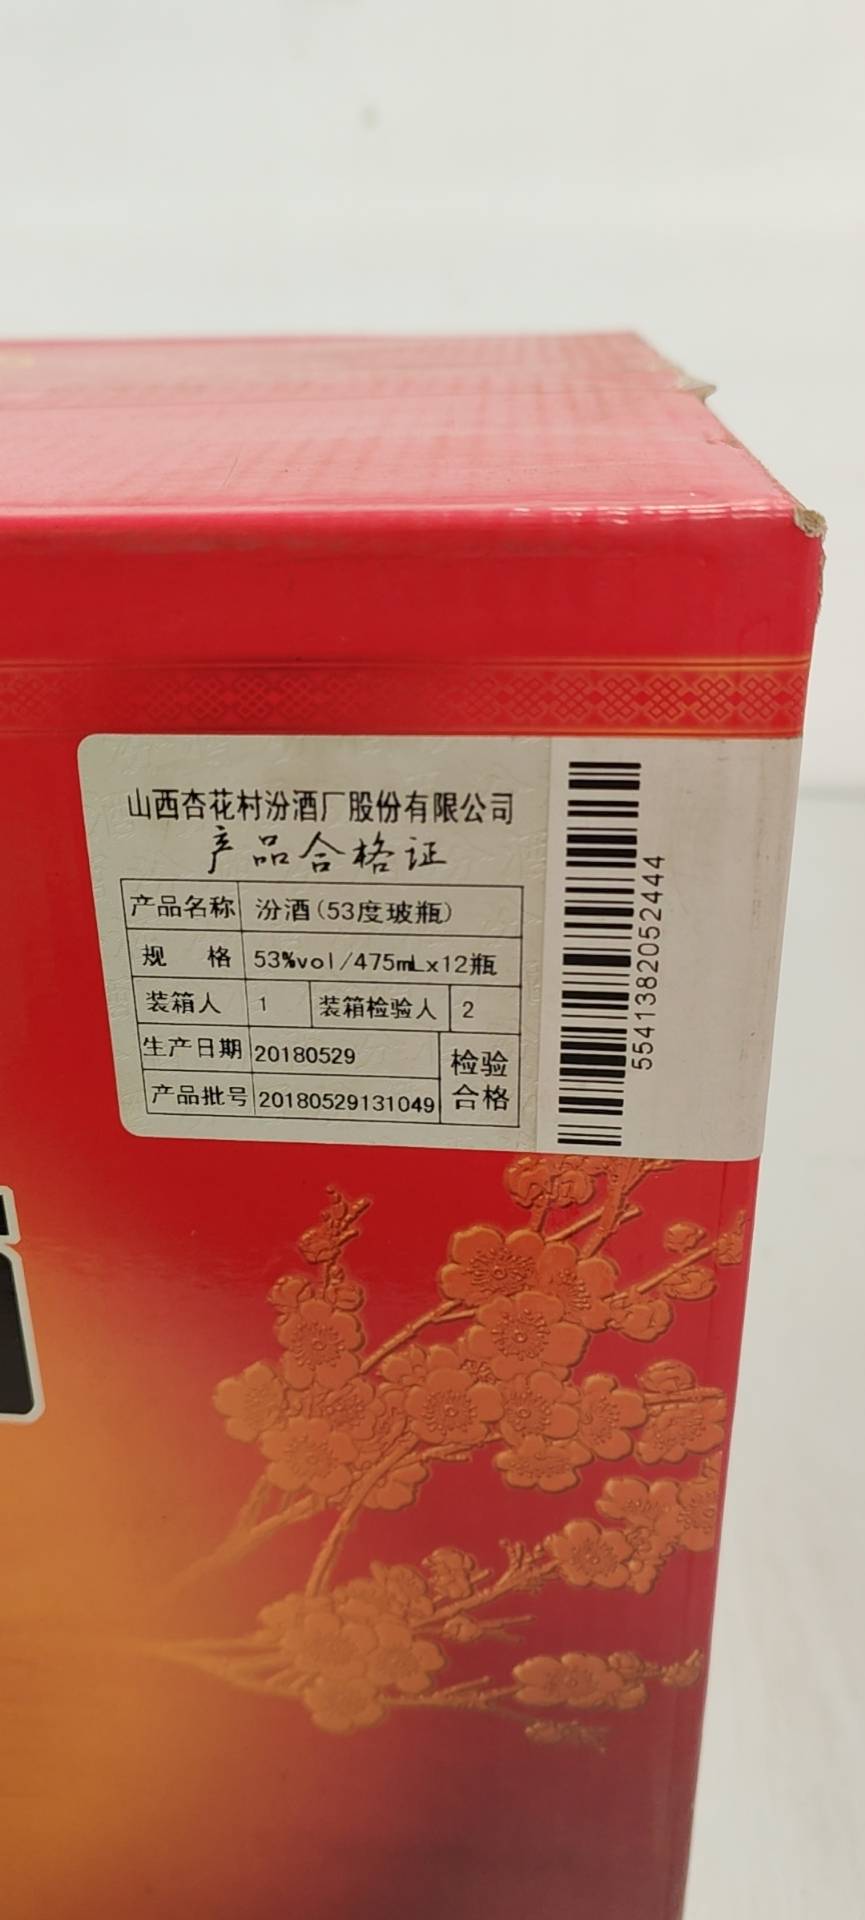 山西杏花村汾酒厂股份有限公司
产品合格证
产品名称 汾酒(53度玻瓶)
规 格 53%vol/475mLx12瓶
装箱人 1 装箱检验人 2
生产日期 20180529 检验
产品批号 20180529131049 合格
55413820524​44